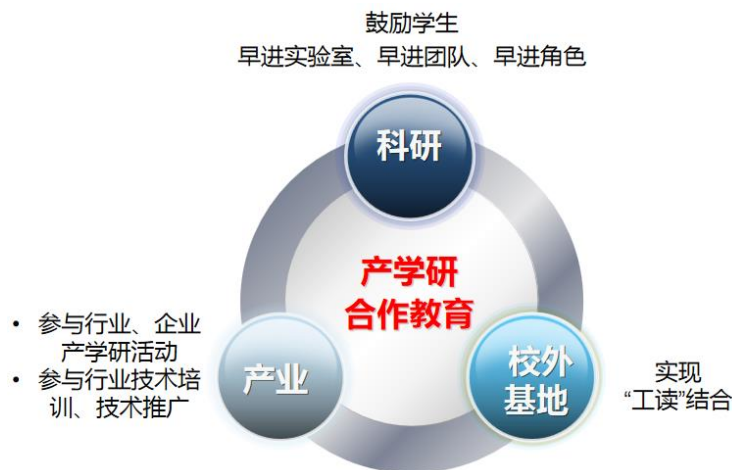 鼓励学生
早进实验室、早进团队、早进角色
科研
产学研
合作教育
• 参与行业、企业
产学研活动
• 参与行业技术培
训、技术推广
产业
校外
基地
实现
“工读”结合